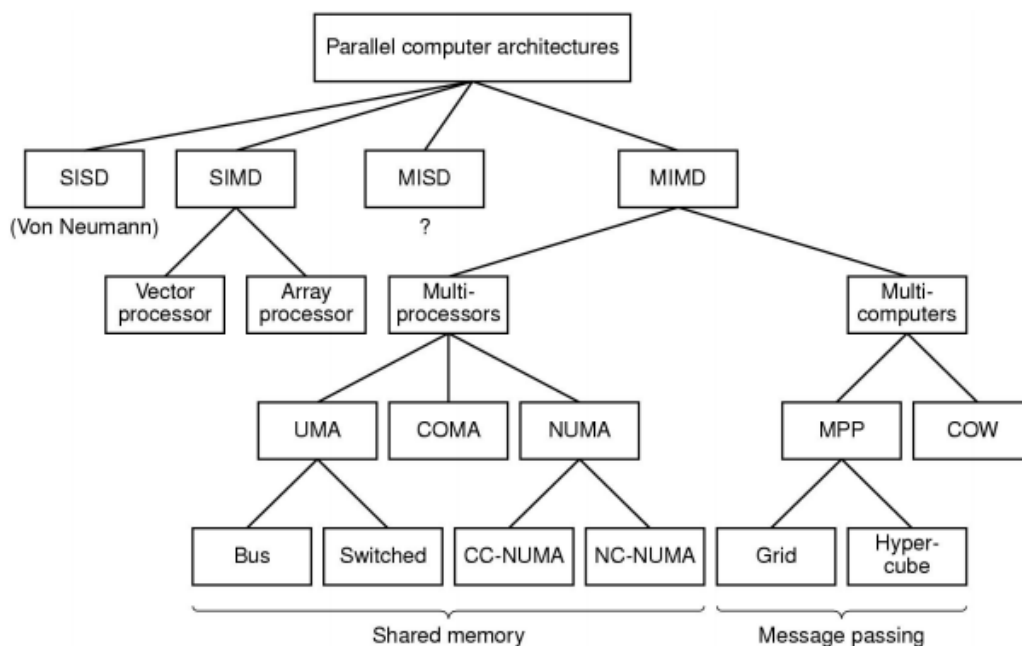 Parallel computer architectures
SISD
SIMD
MISD
MIMD
(Von Neumann)
?
Vector
processor
Array
processor
Multi-
processors
Multi-
computers
UMA
COMA
NUMA
MPP
COW
Bus
Switched
CC-NUMA
NC-NUMA
Grid
Hyper-
cube
Shared memory
Message passing